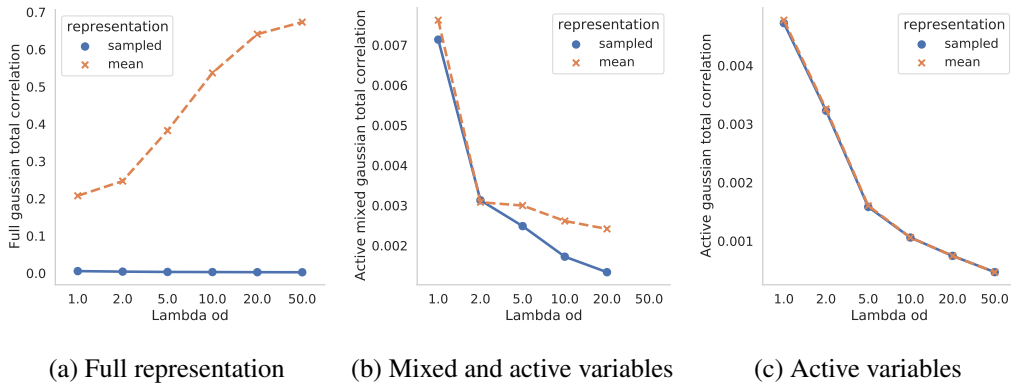 Full gaussian total correlation
0.7
0.6
0.5
0.4
0.3
0.2
0.1
0.0
representation
sampled
mean
1.0 2.0 5.0 10.0 20.0 50.0
Lambda od
(a) Full representation
Active mixed gaussian total correlation
0.007
0.006
0.005
0.004
0.003
0.002
representation
sampled
mean
1.0 2.0 5.0 10.0 20.0 50.0
Lambda od
(b) Mixed and active variables
Active gaussian total correlation
0.004
0.003
0.002
0.001
representation
sampled
mean
1.0 2.0 5.0 10.0 20.0 50.0
Lambda od
(c) Active variables